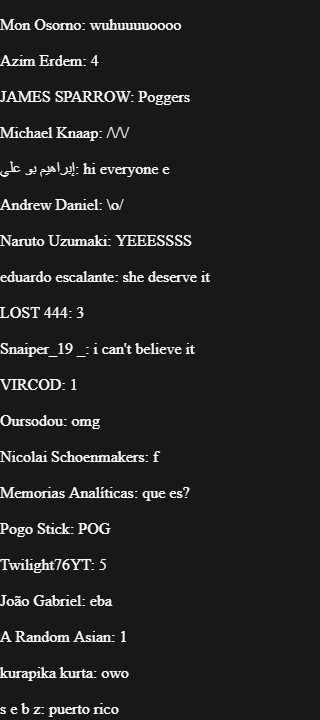 Mon Osorno: wuhuuuuoooo
Azim Erdem: 4
JAMES SPARROW: Poggers
Michael Knaap: /\/\/
إبراهيم بو علي: hi everyone e
Andrew Daniel: \o/
Naruto Uzumaki: YEEESSSS
eduardo escalante: she deserve it
LOST 444: 3
Snaiper_19 _: i can't believe it
VIRCOD: 1
Oursodou: omg
Nicolai Schoenmakers: f
Memorias Analíticas: que es?
Pogo Stick: POG
Twilight76YT: 5
João Gabriel: eba
A Random Asian: 1
kurapika kurta: owo
s e b z: puerto rico